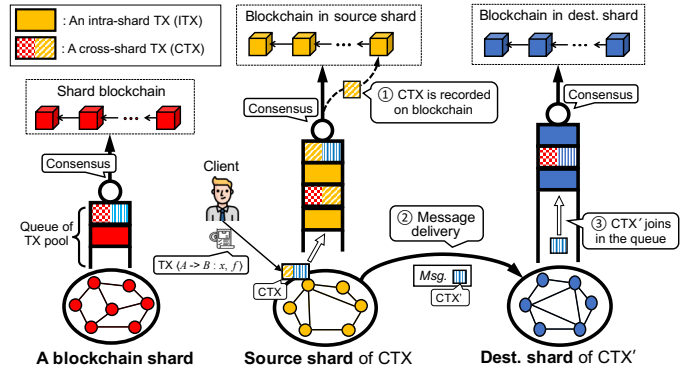 : An intra-shard TX (ITX)
: A cross-shard TX (CTX)
Shard blockchain
Consensus
Queue of
TX pool
A blockchain shard
Blockchain in source shard
Consensus
① CTX is recorded
on blockchain
Client
TX (A -> B : x, f)
CTX
Source shard of CTX
② Message
delivery
Msg.
CTX'
Blockchain in dest. shard
Consensus
③ CTX' joins
in the queue
Dest. shard of CTX'